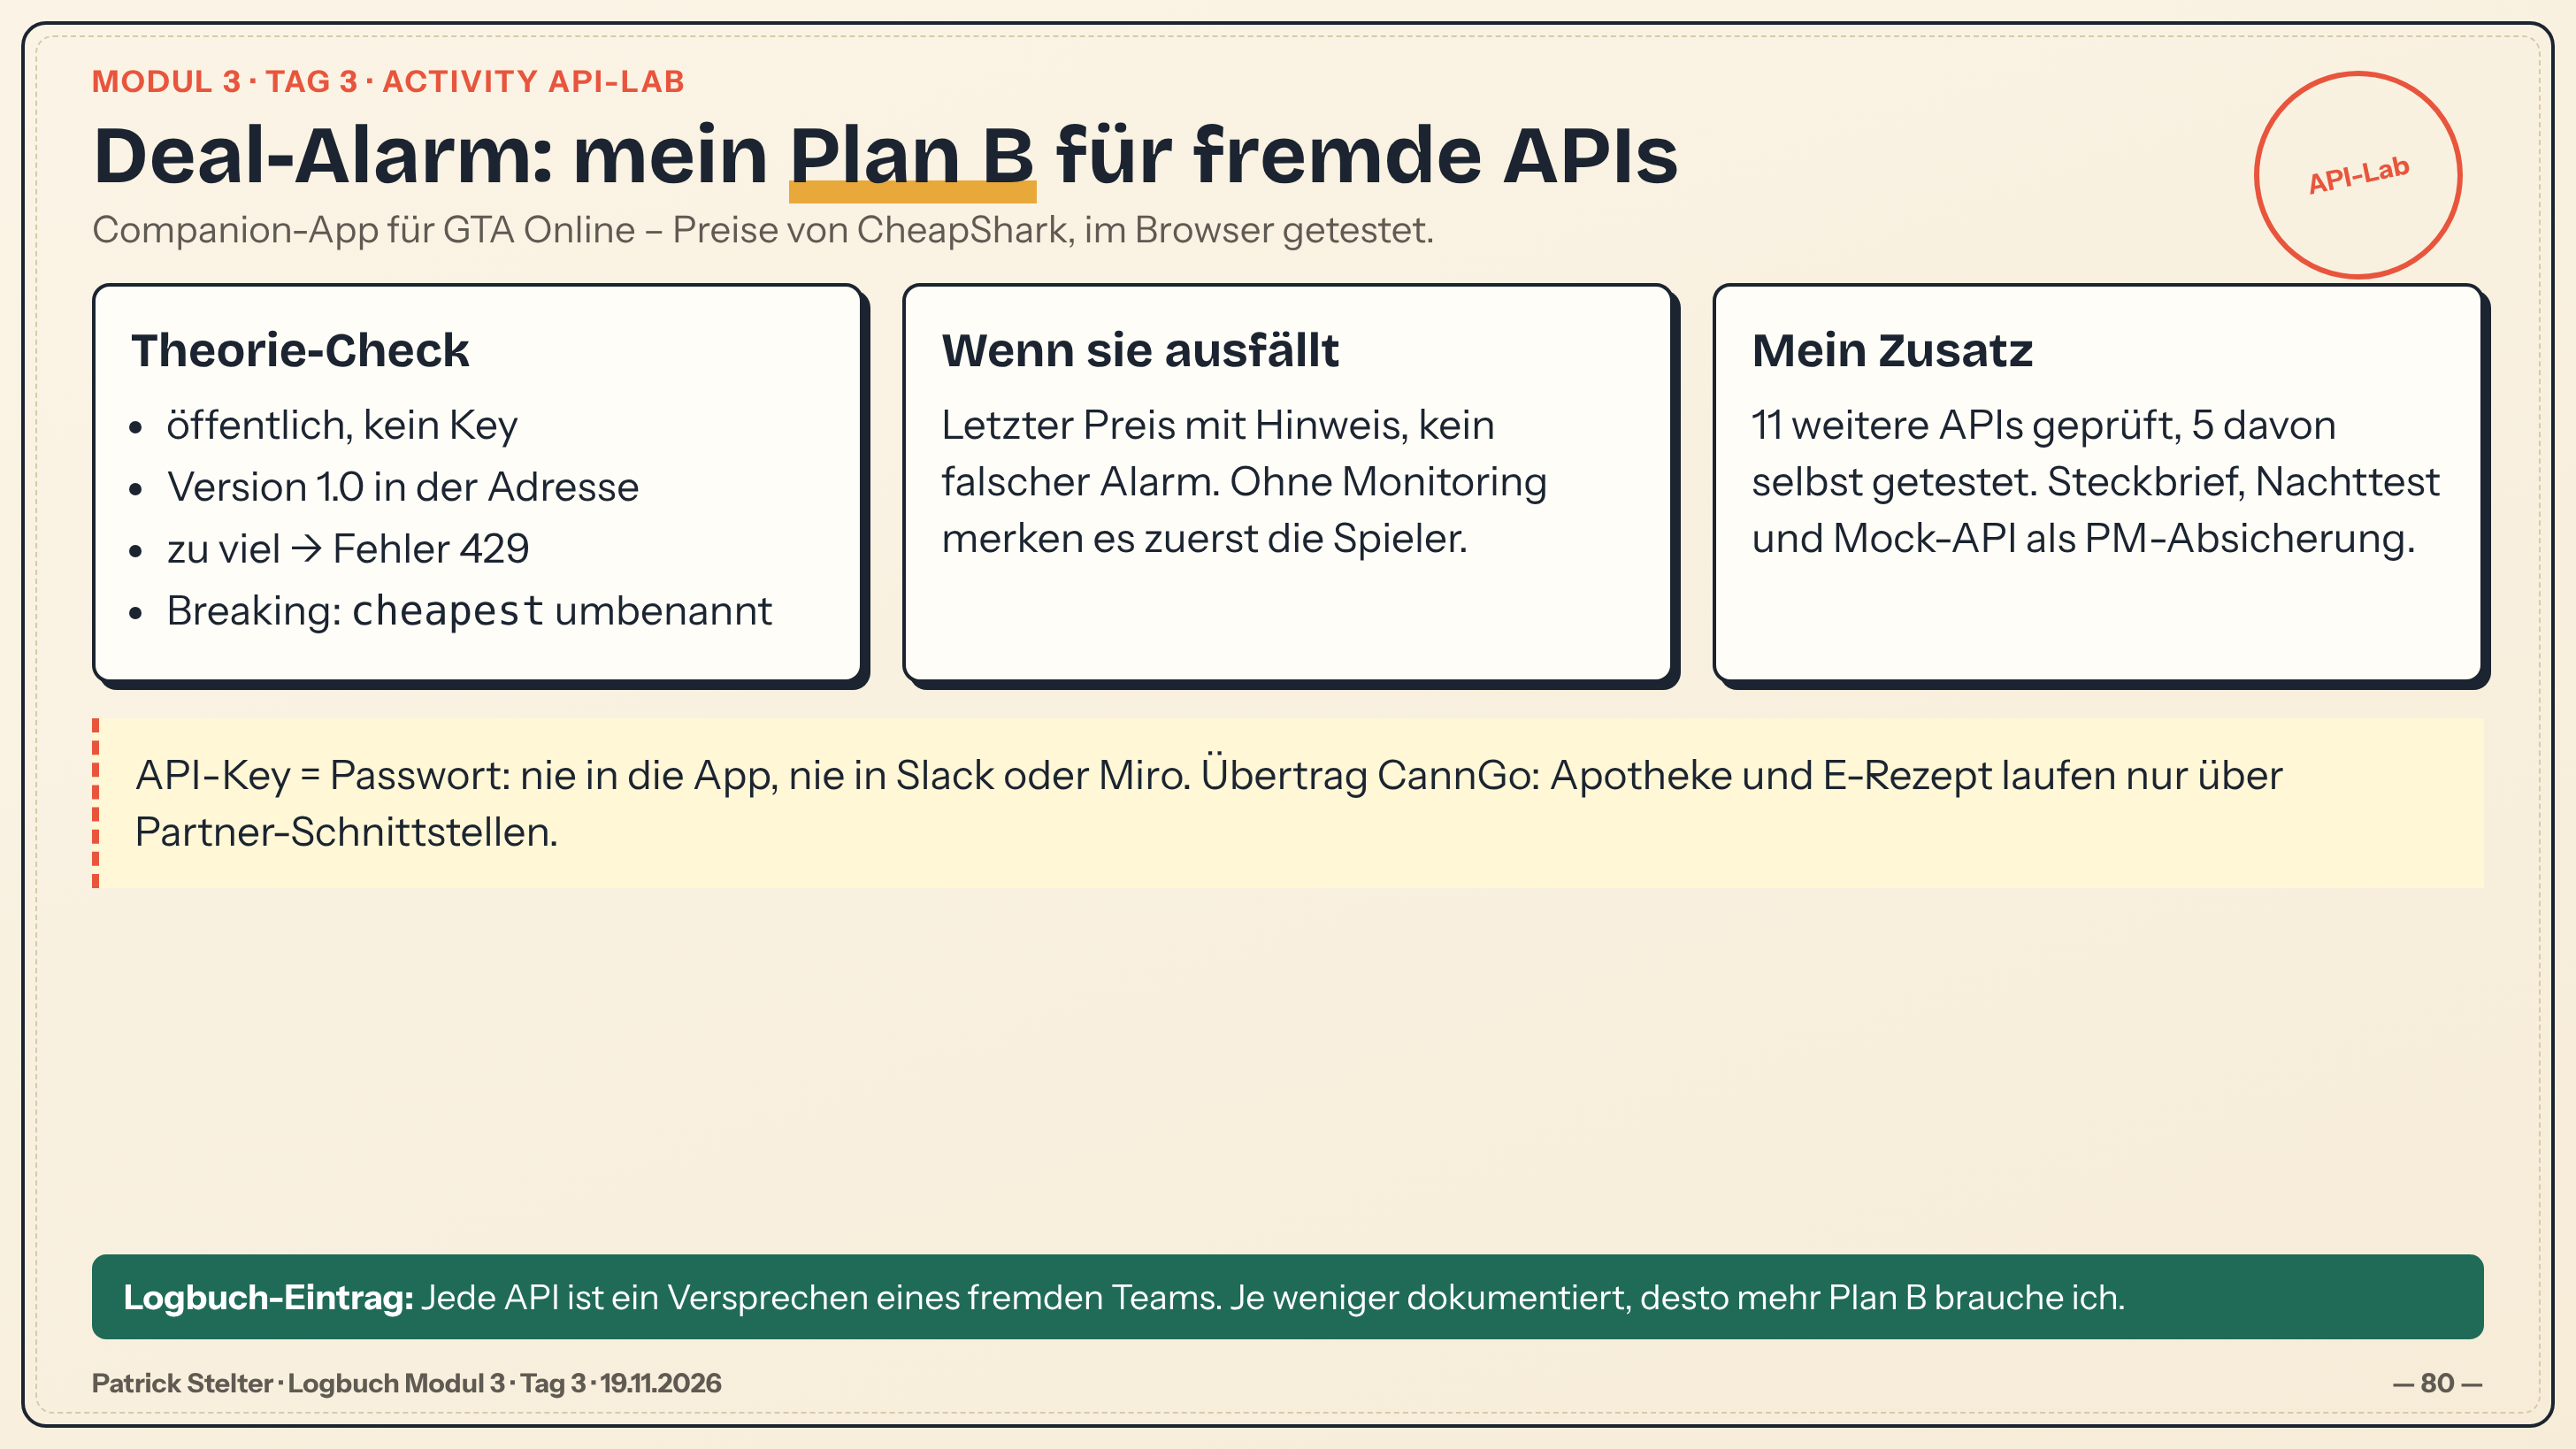 MODUL 3 · TAG 3 · ACTIVITY API-LAB
Deal-Alarm: mein Plan B für fremde APIs
Companion-App für GTA Online – Preise von CheapShark, im Browser getestet.
API-Lab
Theorie-Check
• öffentlich, kein Key
• Version 1.0 in der Adresse
• zu viel → Fehler 429
• Breaking: cheapest umbenannt
Wenn sie ausfällt
Letzter Preis mit Hinweis, kein
falscher Alarm. Ohne Monitoring
merken es zuerst die Spieler.
Mein Zusatz
11 weitere APIs geprüft, 5 davon
selbst getestet. Steckbrief, Nachttest
und Mock-API als PM-Absicherung.
API-Key = Passwort: nie in die App, nie in Slack oder Miro. Übertrag CannGo: Apotheke und E-Rezept laufen nur über
Partner-Schnittstellen.
Logbuch-Eintrag: Jede API ist ein Versprechen eines fremden Teams. Je weniger dokumentiert, desto mehr Plan B brauche ich.
Patrick Stelter · Logbuch Modul 3 · Tag 3 · 19.11.2026
— 80 —